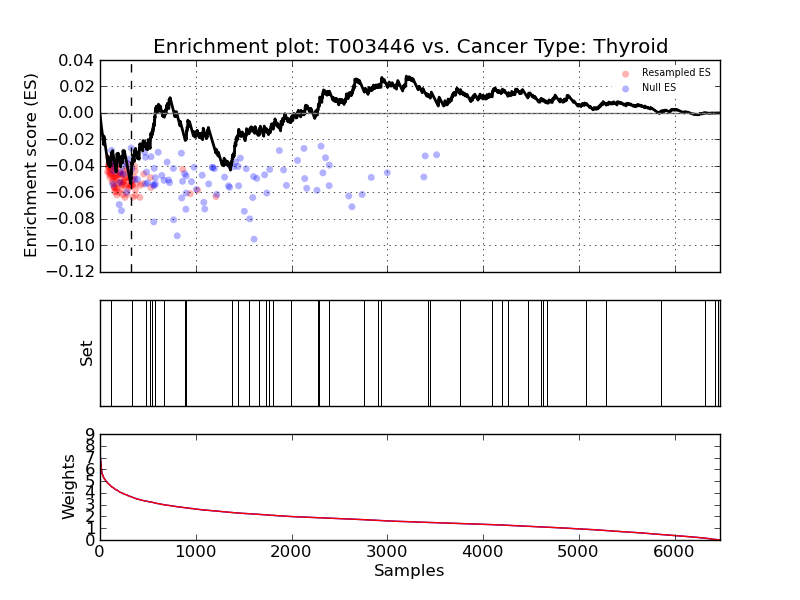 Enrichment plot: T003446 vs. Cancer Type: Thyroid
Enrichment score (ES)
0.04
0.02
0.00
−0.02
−0.04
−0.06
−0.08
−0.10
−0.12
Resampled ES
Null ES
Set
Weights
9
8
7
6
5
4
3
2
1
0
0 1000 2000 3000 4000 5000 6000
Samples